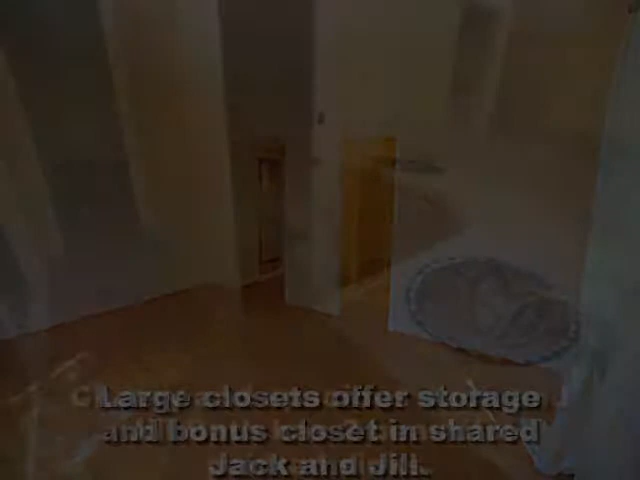 Large closets offer storage
and bonus closet in shared
Jack and Jill.